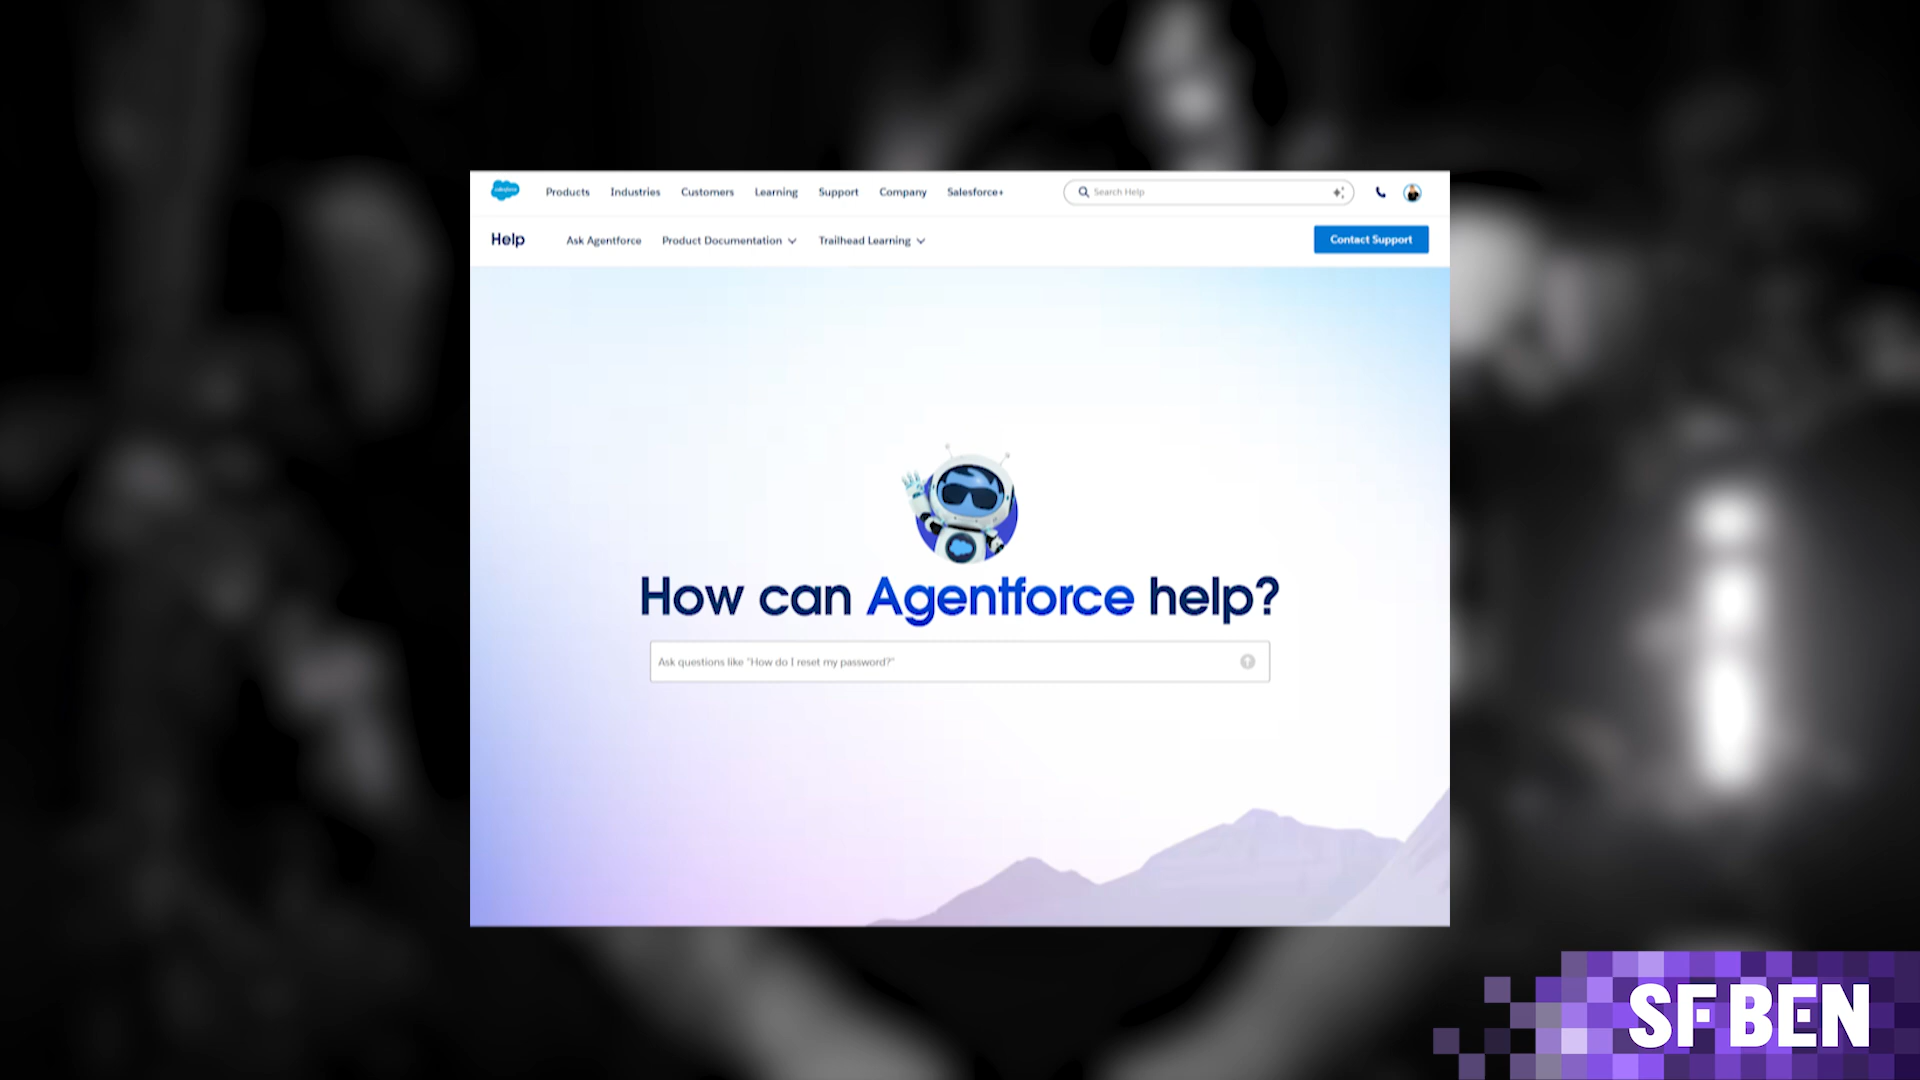 salesforce
Products Industries Customers Learning Support Company Salesforce+ Search Help
Help Ask Agentforce Product Documentation Trailhead Learning Contact Support
How can Agentforce help?
Ask questions like "How do I reset my password?"
SF BEN